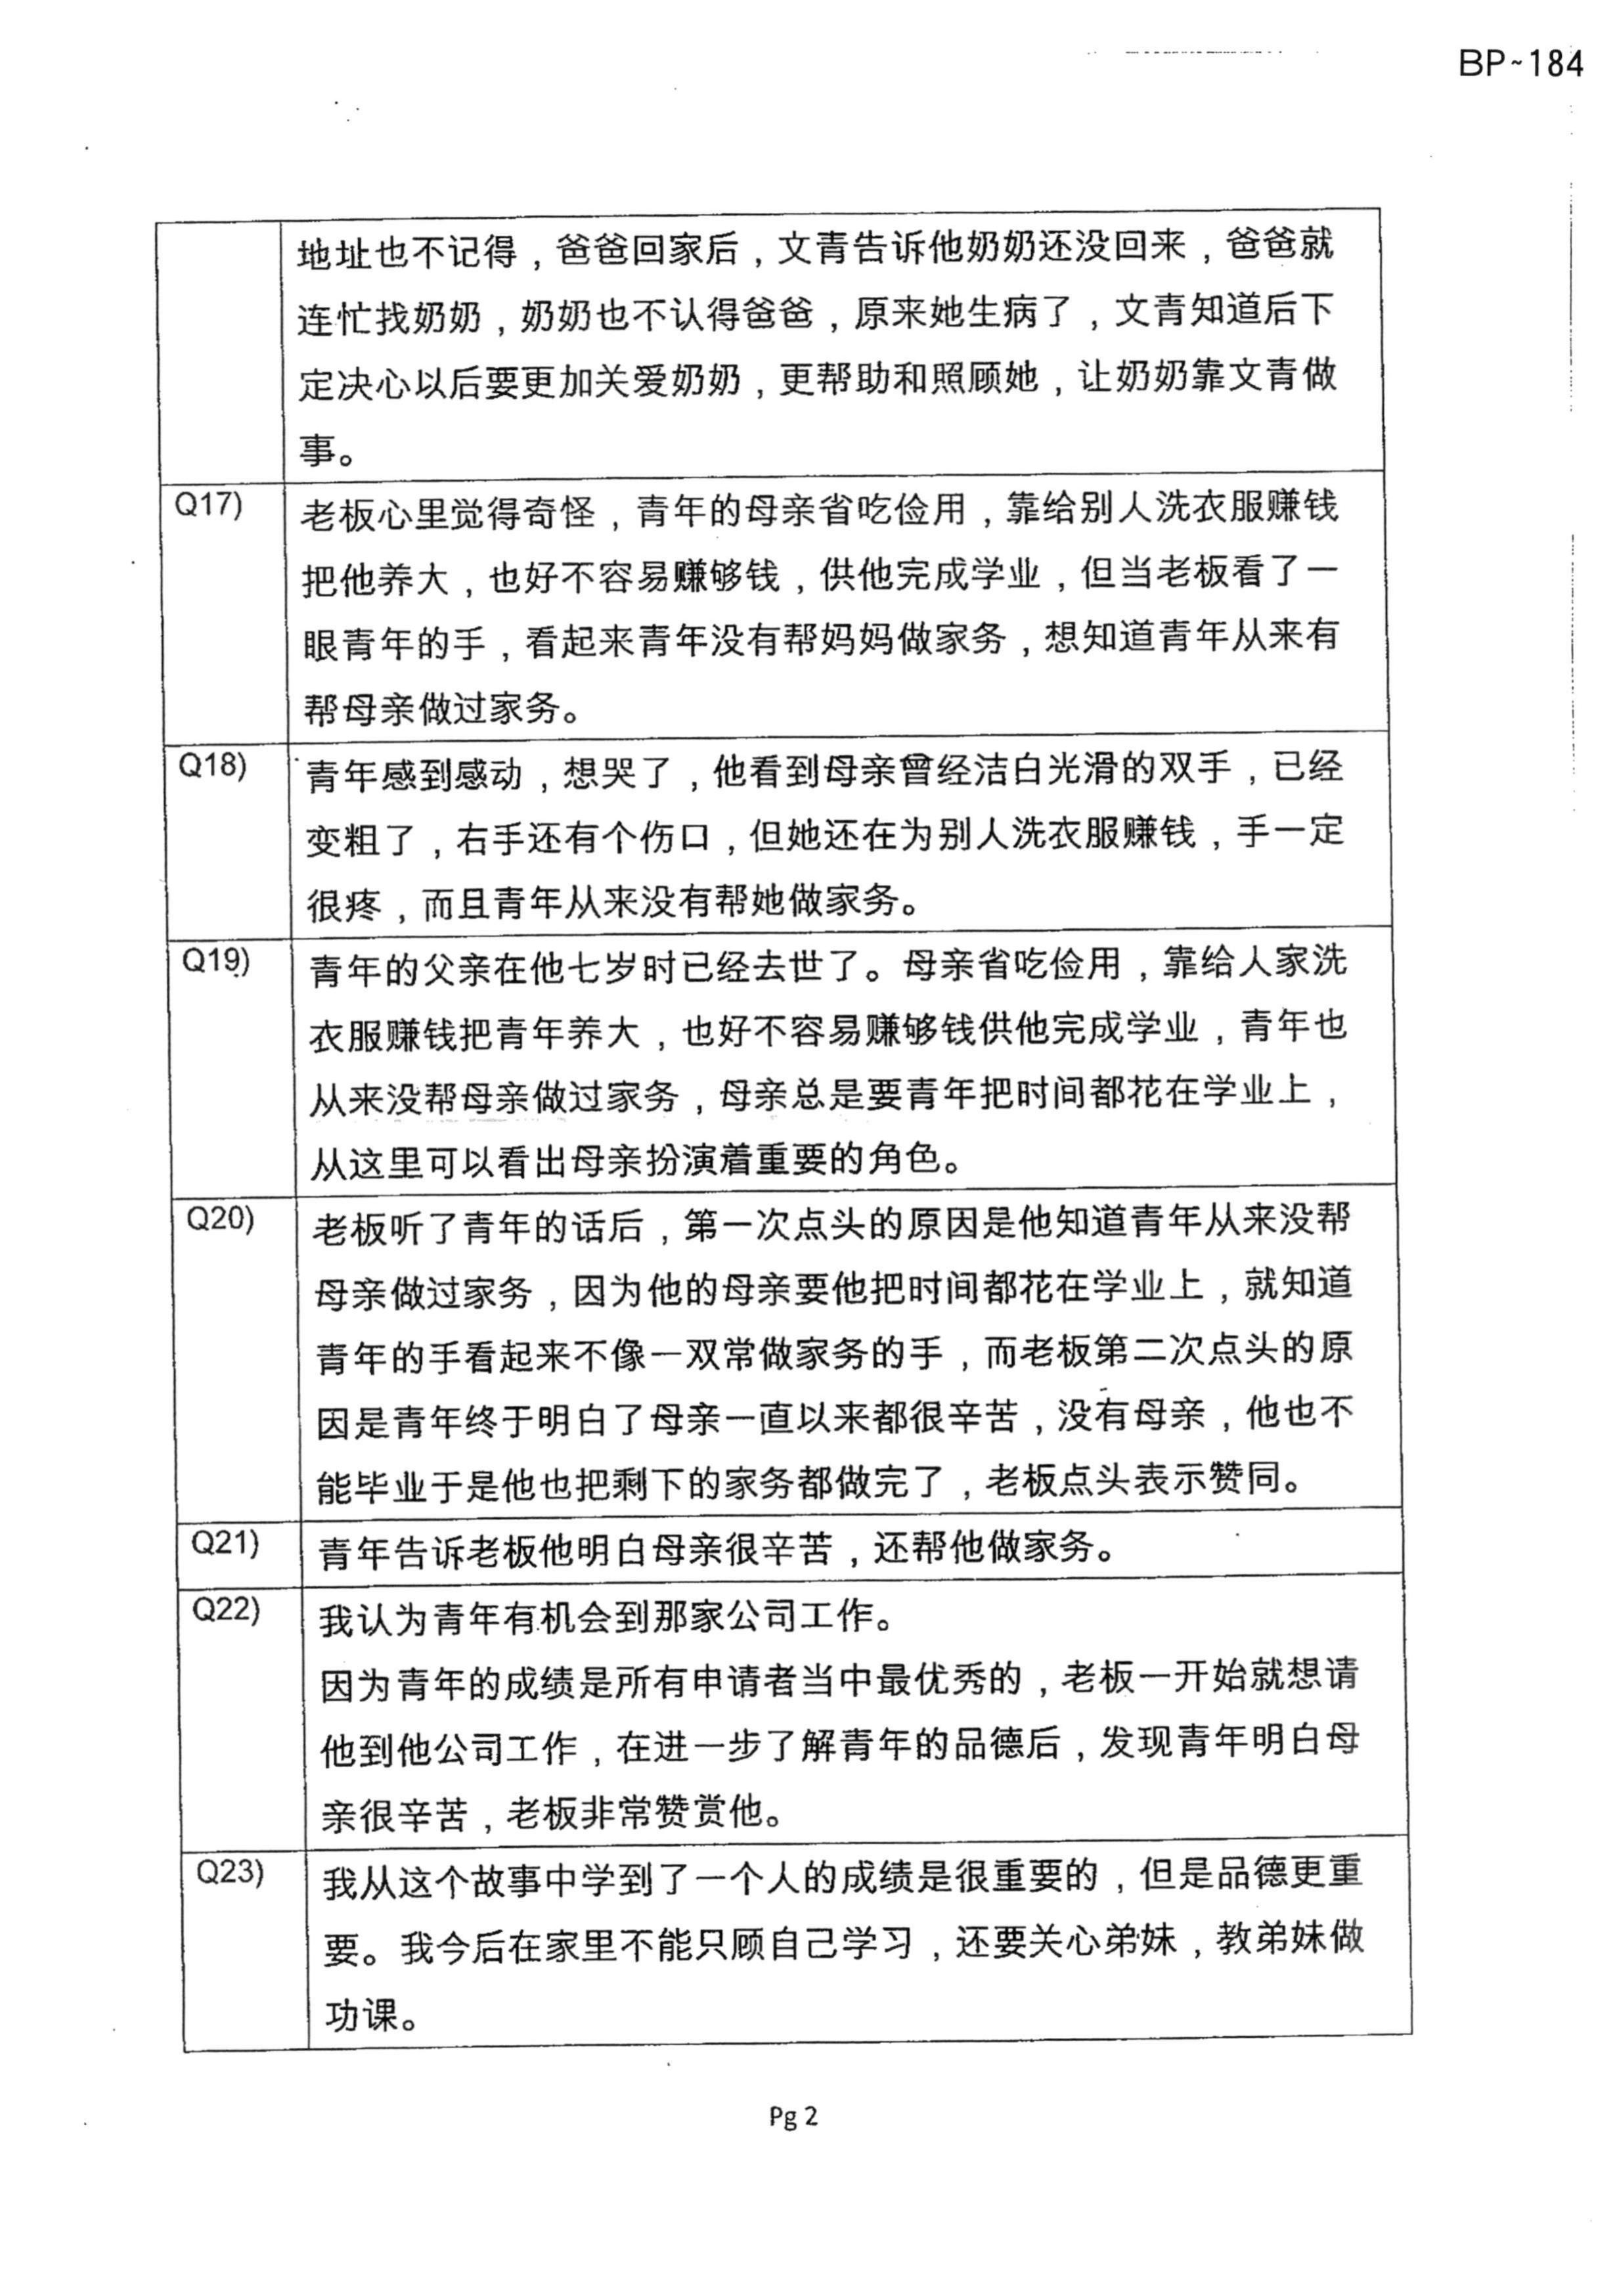 BP~184
地址也不记得，爸爸回家后，文青告诉他奶奶还没回来，爸爸就
连忙找奶奶，奶奶也不认得爸爸，原来她生病了，文青知道后下
定决心以后要更加关爱奶奶，更帮助和照顾她，让奶奶靠文青做
事。
Q17)
老板心里觉得奇怪，青年的母亲省吃俭用，靠给别人洗衣服赚钱
把他养大，也好不容易赚够钱，供他完成学业，但当老板看了一
眼青年的手，看起来青年没有帮妈妈做家务，想知道青年从来有
帮母亲做过家务。
Q18)
青年感到感动，想哭了，他看到母亲曾经洁白光滑的双手，已经
变粗了，右手还有个伤口，但她还在为别人洗衣服赚钱，手一定
很疼，而且青年从来没有帮她做家务。
Q19)
青年的父亲在他七岁时已经去世了。母亲省吃俭用，靠给人家洗
衣服赚钱把青年养大，也好不容易赚够钱供他完成学业，青年也
从来没帮母亲做过家务，母亲总是要青年把时间都花在学业上，
从这里可以看出母亲扮演着重要的角色。
Q20)
老板听了青年的话后，第一次点头的原因是他知道青年从来没帮
母亲做过家务，因为他的母亲要他把时间都花在学业上，就知道
青年的手看起来不像一双常做家务的手，而老板第二次点头的原
因是青年终于明白了母亲一直以来都很辛苦，没有母亲，他也不
能毕业于是他也把剩下的家务都做完了，老板点头表示赞同。
Q21)
青年告诉老板他明白母亲很辛苦，还帮他做家务。
Q22)
我认为青年有机会到那家公司工作。
因为青年的成绩是所有申请者当中最优秀的，老板一开始就想请
他到他公司工作，在进一步了解青年的品德后，发现青年明白母
亲很辛苦，老板非常赞赏他。
Q23)
我从这个故事中学到了一个人的成绩是很重要的，但是品德更重
要。我今后在家里不能只顾自己学习，还要关心弟妹，教弟妹做
功课。
Pg 2